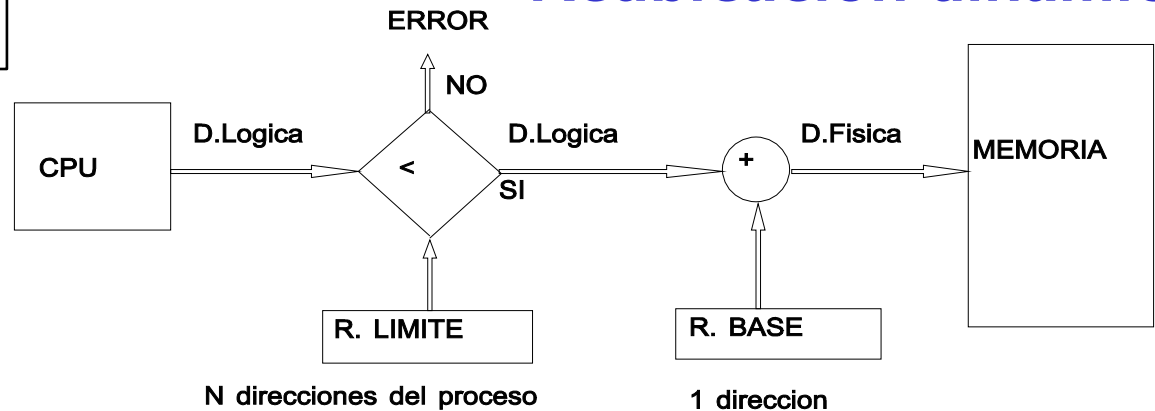 ERROR
NO
D.Logica
D.Logica
D.Fisica
CPU
<
SI
+
MEMORIA
R. LIMITE
R. BASE
N direcciones del proceso
1 direccion